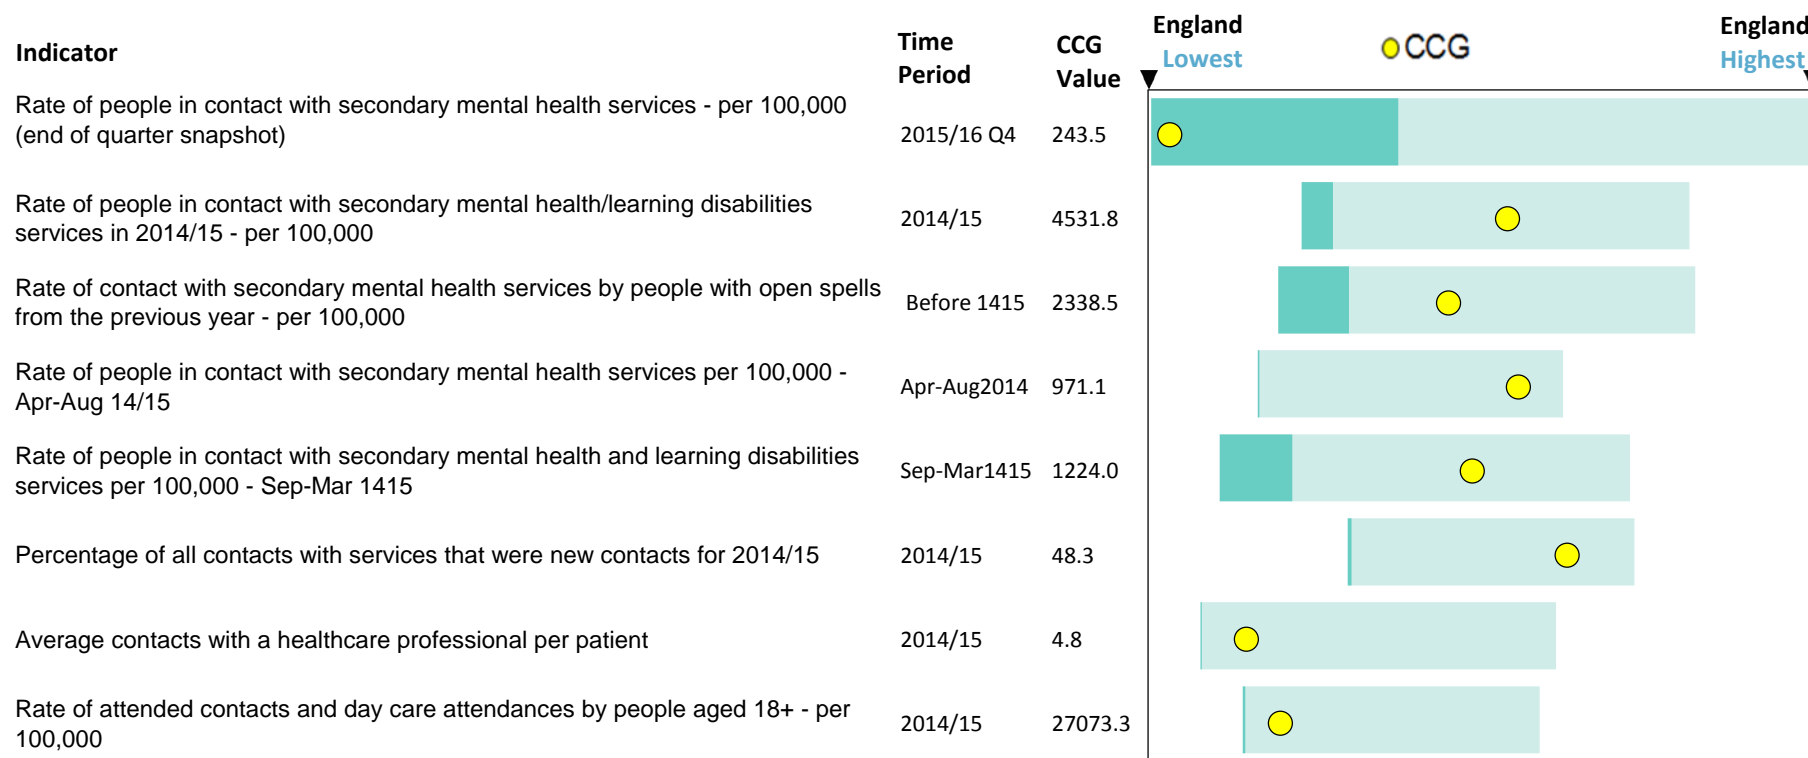 Indicator
Time
Period
CCG
Value
England
Lowest
CCG
England
Highest
Rate of people in contact with secondary mental health services - per 100,000
(end of quarter snapshot)
2015/16 Q4
243.5
Rate of people in contact with secondary mental health/learning disabilities
services in 2014/15 - per 100,000
2014/15
4531.8
Rate of contact with secondary mental health services by people with open spells
from the previous year - per 100,000
Before 1415
2338.5
Rate of people in contact with secondary mental health services per 100,000 -
Apr-Aug 14/15
Apr-Aug2014
971.1
Rate of people in contact with secondary mental health and learning disabilities
services per 100,000 - Sep-Mar 1415
Sep-Mar1415
1224.0
Percentage of all contacts with services that were new contacts for 2014/15
2014/15
48.3
Average contacts with a healthcare professional per patient
2014/15
4.8
Rate of attended contacts and day care attendances by people aged 18+ - per
100,000
2014/15
27073.3